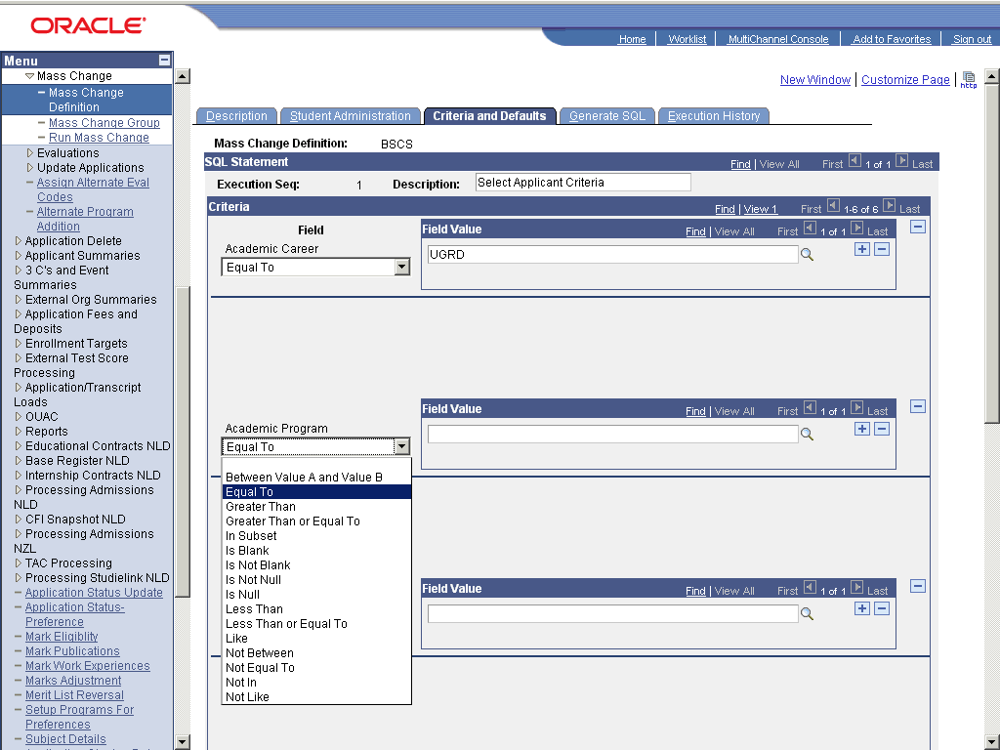 ORACLE
Home
Worklist
MultiChannel Console
Add to Favorites
Sign out
Menu
Mass Change
Mass Change
Definition
Mass Change Group
Run Mass Change
Evaluations
Update Applications
Assign Alternate Eval
Codes
Alternate Program
Addition
Application Delete
Applicant Summaries
3 C's and Event
Summaries
External Org Summaries
Application Fees and
Deposits
Enrollment Targets
External Test Score
Processing
Application/Transcript
Loads
OUAC
Reports
Educational Contracts NLD
Base Register NLD
Internship Contracts NLD
Processing Admissions
NLD
CFI Snapshot NLD
Processing Admissions
NZL
TAC Processing
Processing Studielink NLD
Application Status Update
Application Status-
Preference
Mark Eligiblity
Mark Publications
Mark Work Experiences
Marks Adjustment
Merit List Reversal
Setup Programs For
Preferences
Subject Details
New Window | Customize Page | http
Description
Student Administration
Criteria and Defaults
Generate SQL
Execution History
Mass Change Definition: BSCS
SQL Statement Find | View All First 1 of 1 Last
Execution Seq: 1 Description: Select Applicant Criteria
Criteria Find | View 1 First 1-6 of 6 Last
Field
Field Value Find | View All First 1 of 1 Last
Academic Career
Equal To
UGRD
Field Value Find | View All First 1 of 1 Last
Academic Program
Equal To
Between Value A and Value B
Equal To
Greater Than
Greater Than or Equal To
In Subset
Is Blank
Is Not Blank
Is Not Null
Is Null
Less Than
Less Than or Equal To
Like
Not Between
Not Equal To
Not In
Not Like
Field Value Find | View All First 1 of 1 Last